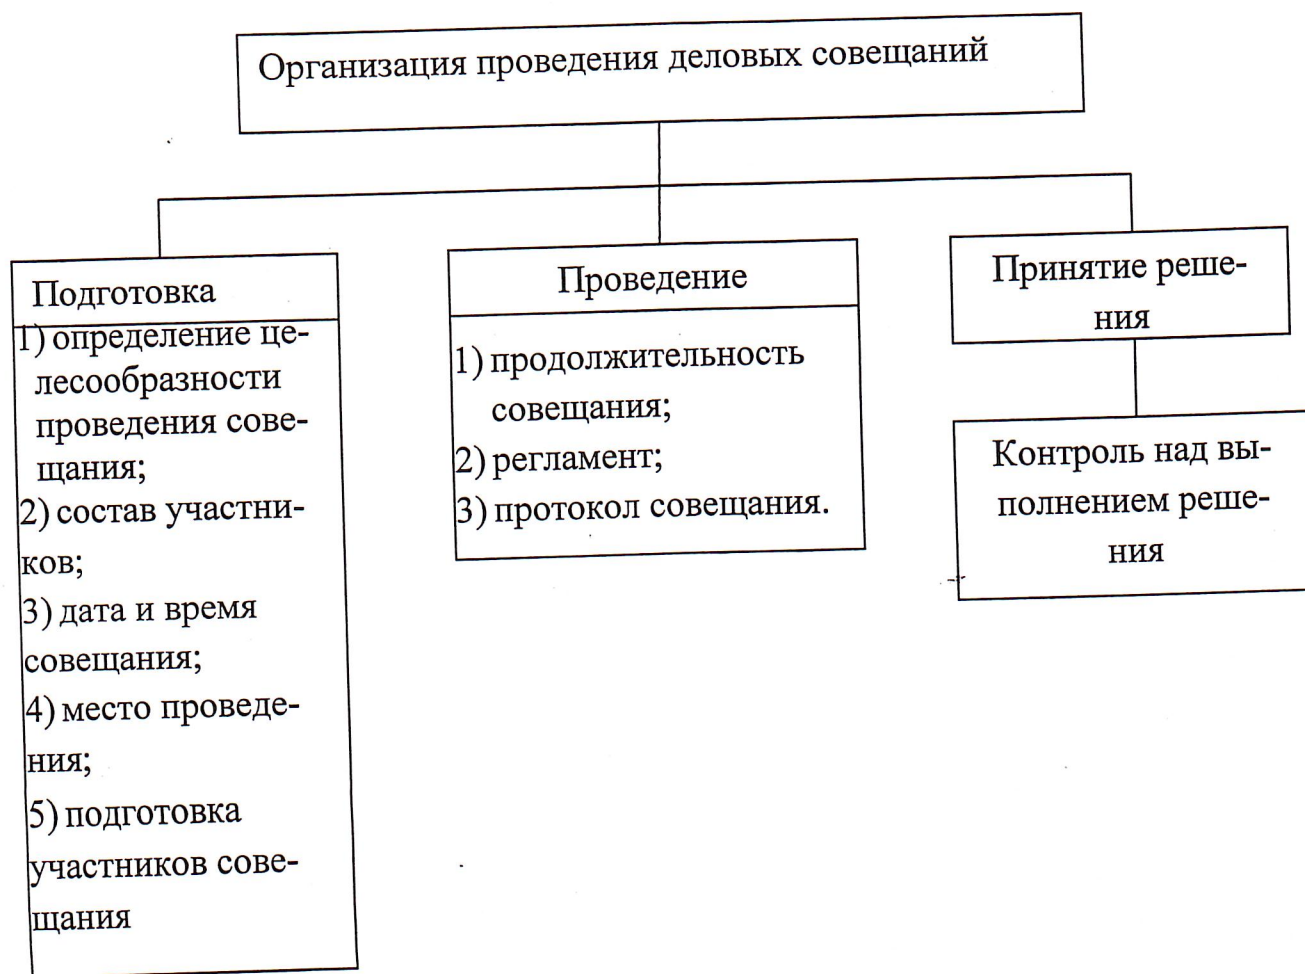 Организация проведения деловых совещаний
Подготовка
1) определение це-
лесообразности
проведения сове-
щания;
2) состав участни-
ков;
3) дата и время
совещания;
4) место проведе-
ния;
5) подготовка
участников сове-
щания
Проведение
1) продолжительность
совещания;
2) регламент;
3) протокол совещания.
Принятие реше-
ния
Контроль над вы-
полнением реше-
ния